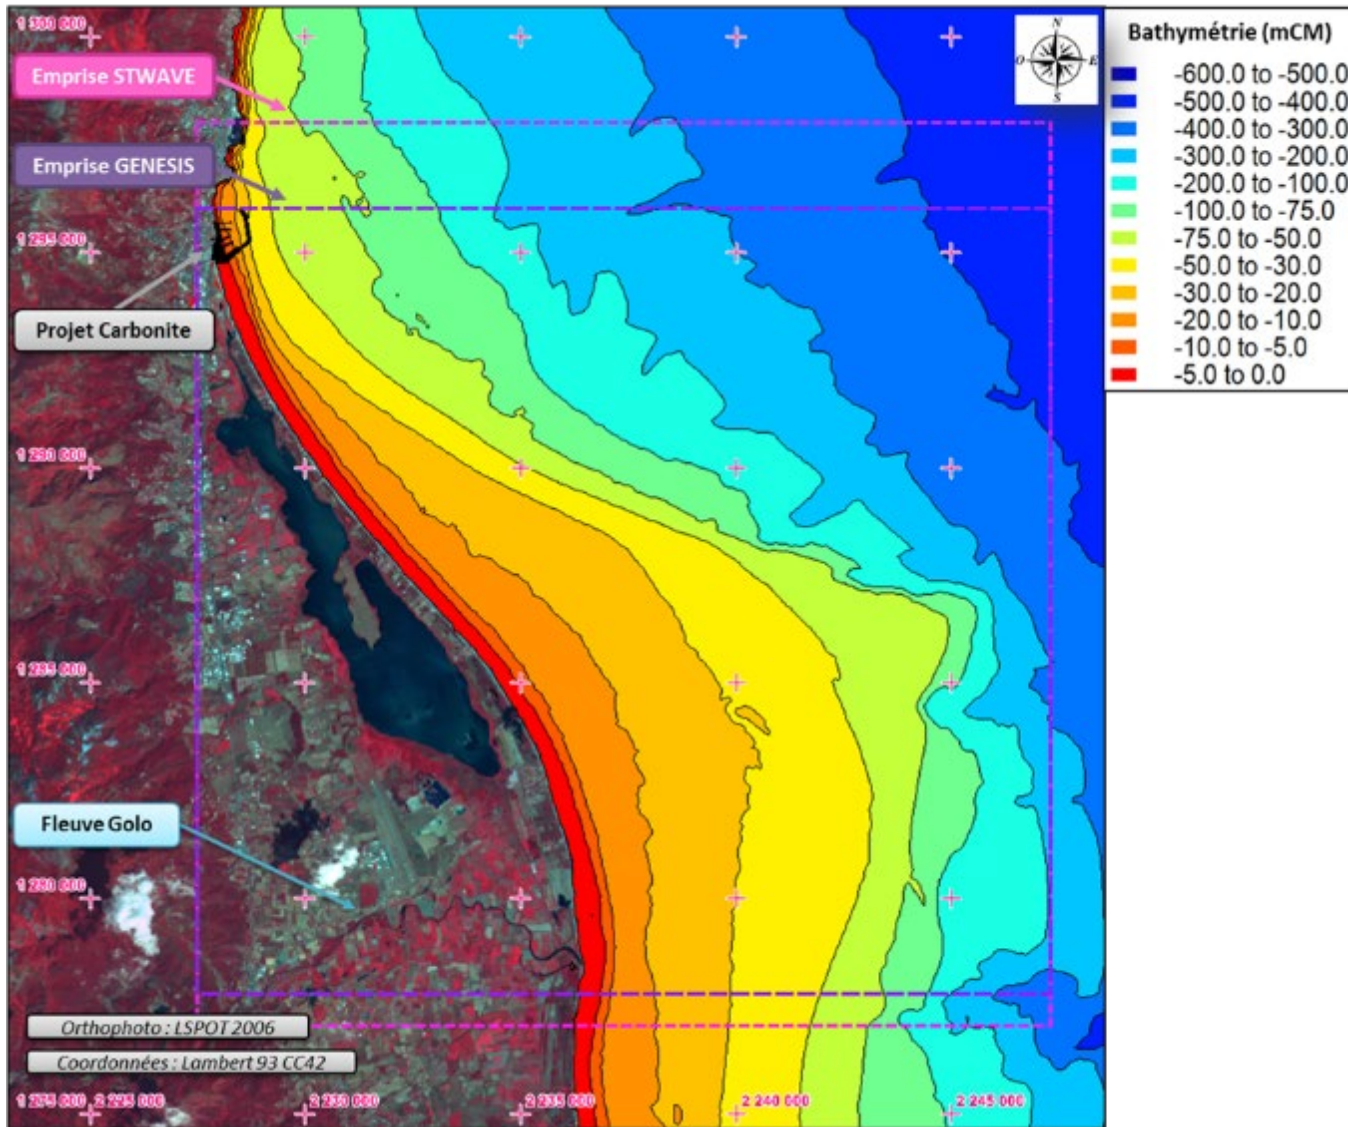 1 300 000
N
O E
S
Emprise STWAVE
Emprise GENESIS
1 295 000
Projet Carbonite
1 290 000
1 285 000
Fleuve Golo
1 280 000
Orthophoto : LSPOT 2006
Coordonnées : Lambert 93 CC42
1 275 000 2 225 000 2 230 000 2 235 000 2 240 000 2 245 000
Bathymétrie (mCM)
-600.0 to -500.0
-500.0 to -400.0
-400.0 to -300.0
-300.0 to -200.0
-200.0 to -100.0
-100.0 to -75.0
-75.0 to -50.0
-50.0 to -30.0
-30.0 to -20.0
-20.0 to -10.0
-10.0 to -5.0
-5.0 to 0.0